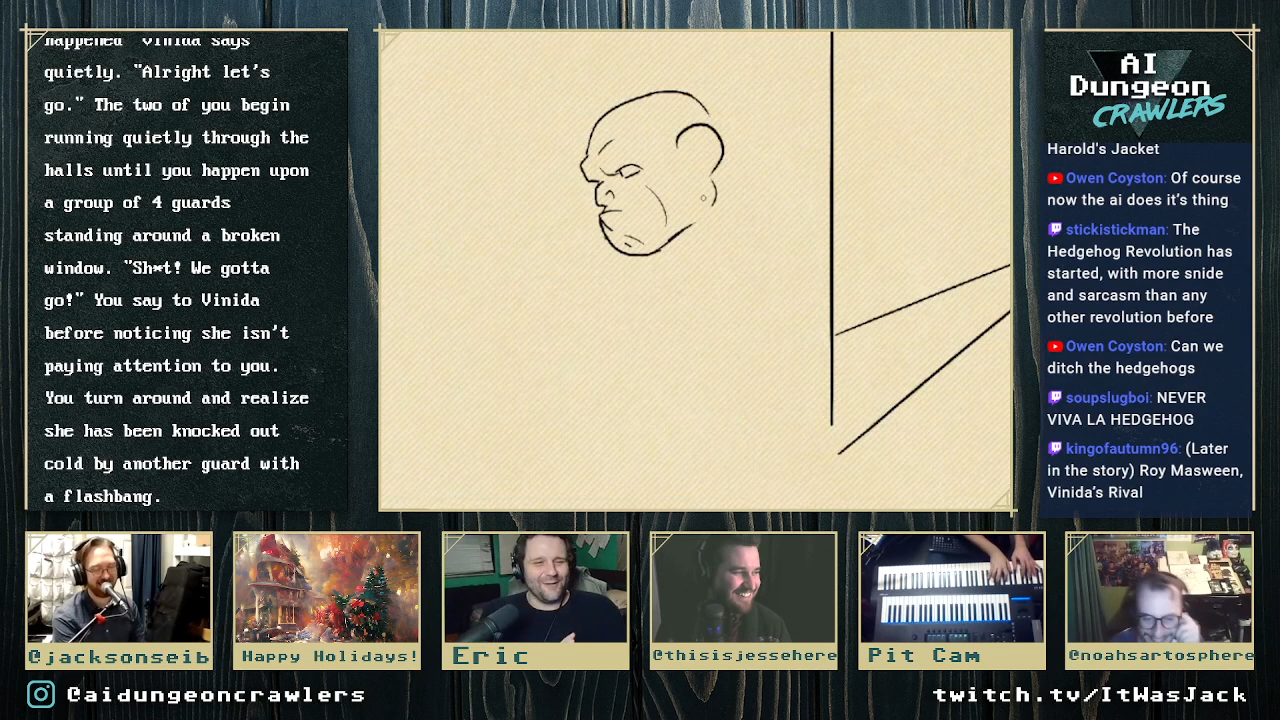 happened" Vinida says
quietly. "Alright let's
go." The two of you begin
running quietly through the
halls until you happen upon
a group of 4 guards
standing around a broken
window. "Sh*t! We gotta
go!" You say to Vinida
before noticing she isn't
paying attention to you.
You turn around and realize
she has been knocked out
cold by another guard with
a flashbang.
AI
Dungeon
CRAWLERS
Harold's Jacket
Owen Coyston: Of course
now the ai does it's thing
stickistickman: The
Hedgehog Revolution has
started, with more snide
and sarcasm than any
other revolution before
Owen Coyston: Can we
ditch the hedgehogs
soupslugboi: NEVER
VIVA LA HEDGEHOG
kingofautumn96: (Later
in the story) Roy Masween,
Vinida's Rival
@jacksonseib
Happy Holidays!
Eric
@thisisjessehere
Pit Cam
@noahsartosphere
@aidungeoncrawlers
twitch.tv/ItWasJack